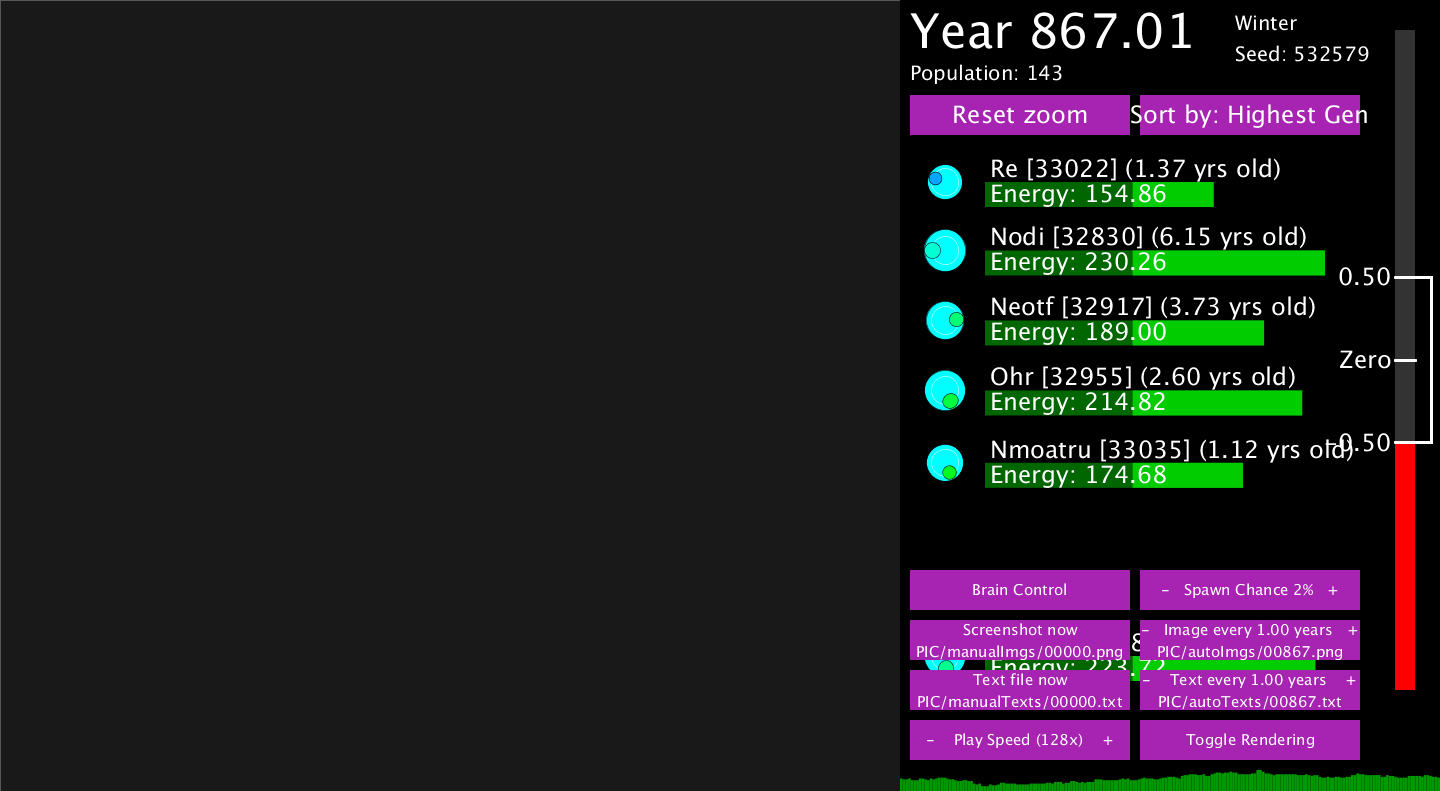 Year 867.01
Winter
Seed: 532579
Population: 143
Reset zoom
Sort by: Highest Gen
Re [33022] (1.37 yrs old)
Energy: 154.86
Nodi [32830] (6.15 yrs old)
Energy: 230.26
0.50
Neotf [32917] (3.73 yrs old)
Energy: 189.00
Zero
Ohr [32955] (2.60 yrs old)
Energy: 214.82
-0.50
Nmoatru [33035] (1.12 yrs old)
Energy: 174.68
Brain Control
- Spawn Chance 2% +
Screenshot now
PIC/manualImgs/00000.png
- Image every 1.00 years +
PIC/autoImgs/00867.png
Energy: 223.72
Text file now
PIC/manualTexts/00000.txt
- Text every 1.00 years +
PIC/autoTexts/00867.txt
- Play Speed (128x) +
Toggle Rendering